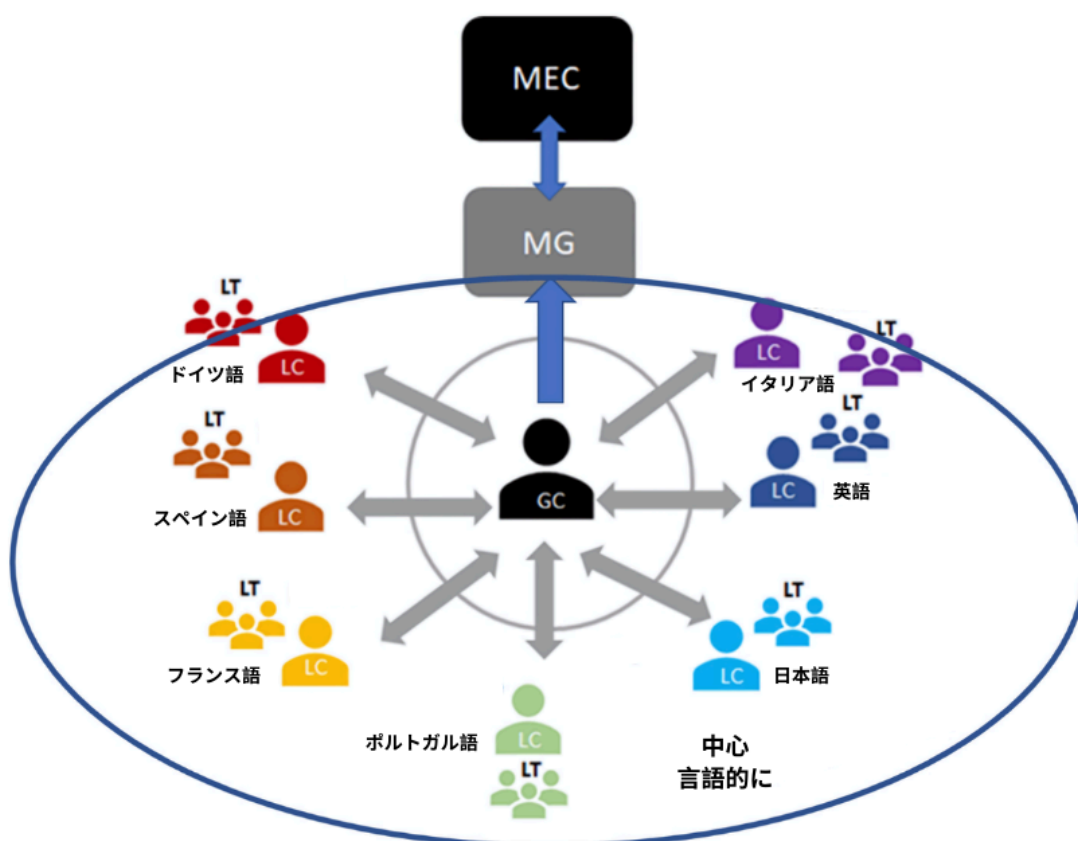 MEC
MG
LT
LC
ドイツ語
LT
LC
イタリア語
LT
LC
スペイン語
GC
LT
LC
英語
LT
LC
フランス語
LT
LC
日本語
ポルトガル語
LC
LT
中心
言語的に